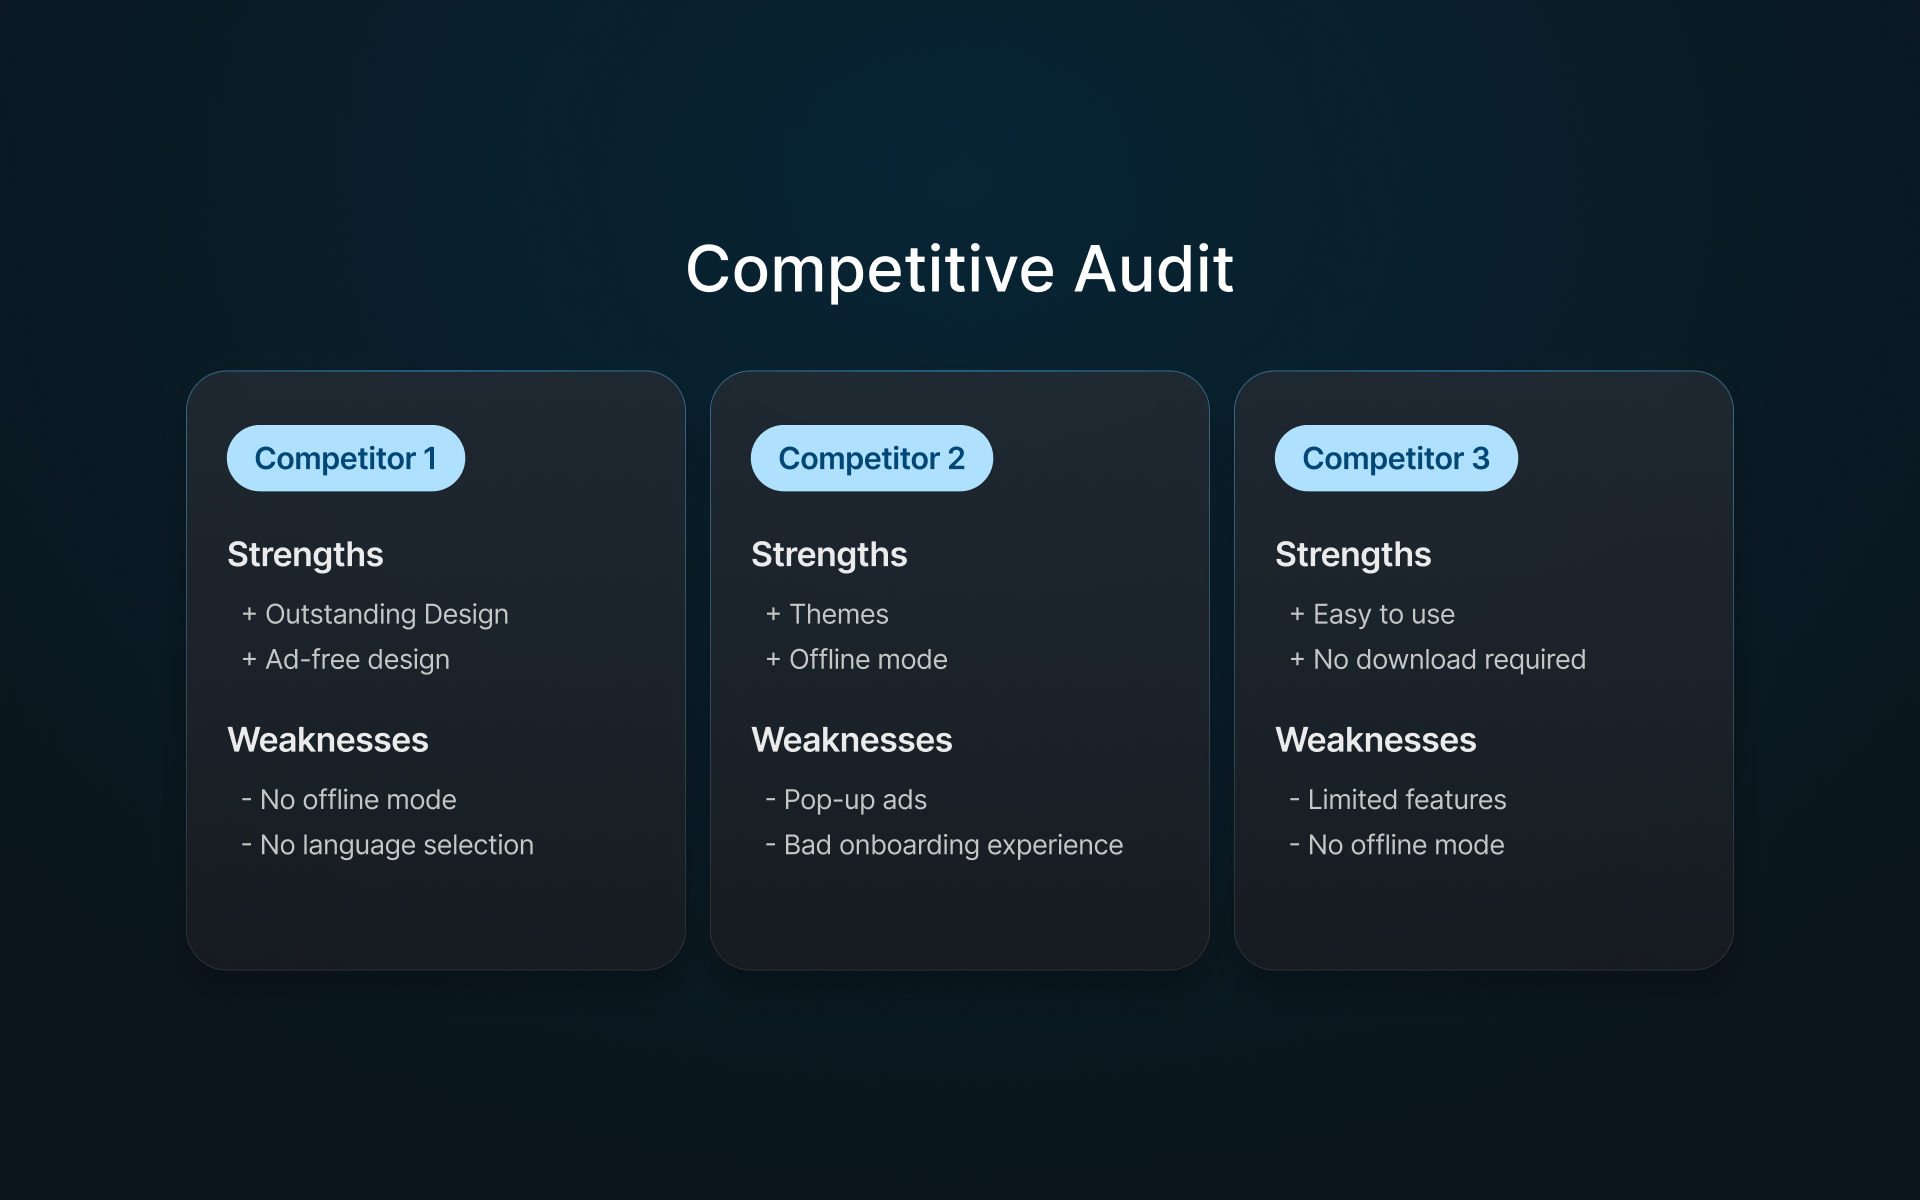 Competitive Audit
Competitor 1
Strengths
+ Outstanding Design
+ Ad-free design
Weaknesses
- No offline mode
- No language selection
Competitor 2
Strengths
+ Themes
+ Offline mode
Weaknesses
- Pop-up ads
- Bad onboarding experience
Competitor 3
Strengths
+ Easy to use
+ No download required
Weaknesses
- Limited features
- No offline mode